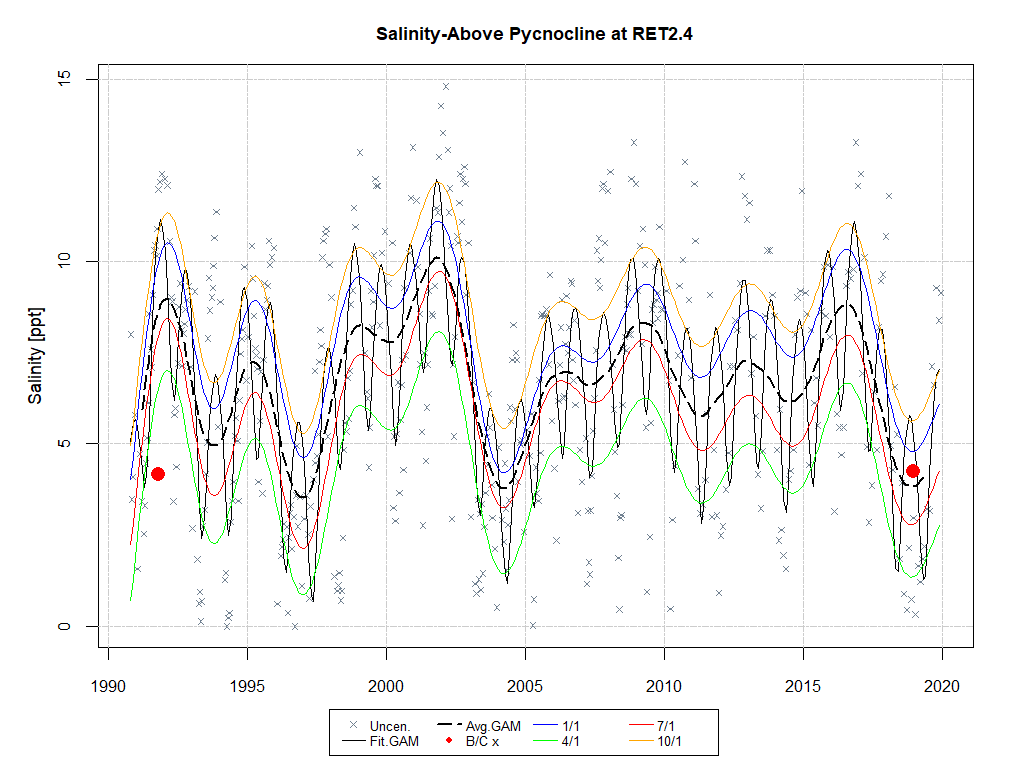 Salinity-Above Pycnocline at RET2.4
Salinity [ppt]
15
10
5
0
1990 1995 2000 2005 2010 2015 2020
Uncen. Avg.GAM 1/1 7/1
Fit.GAM B/C x 4/1 10/1